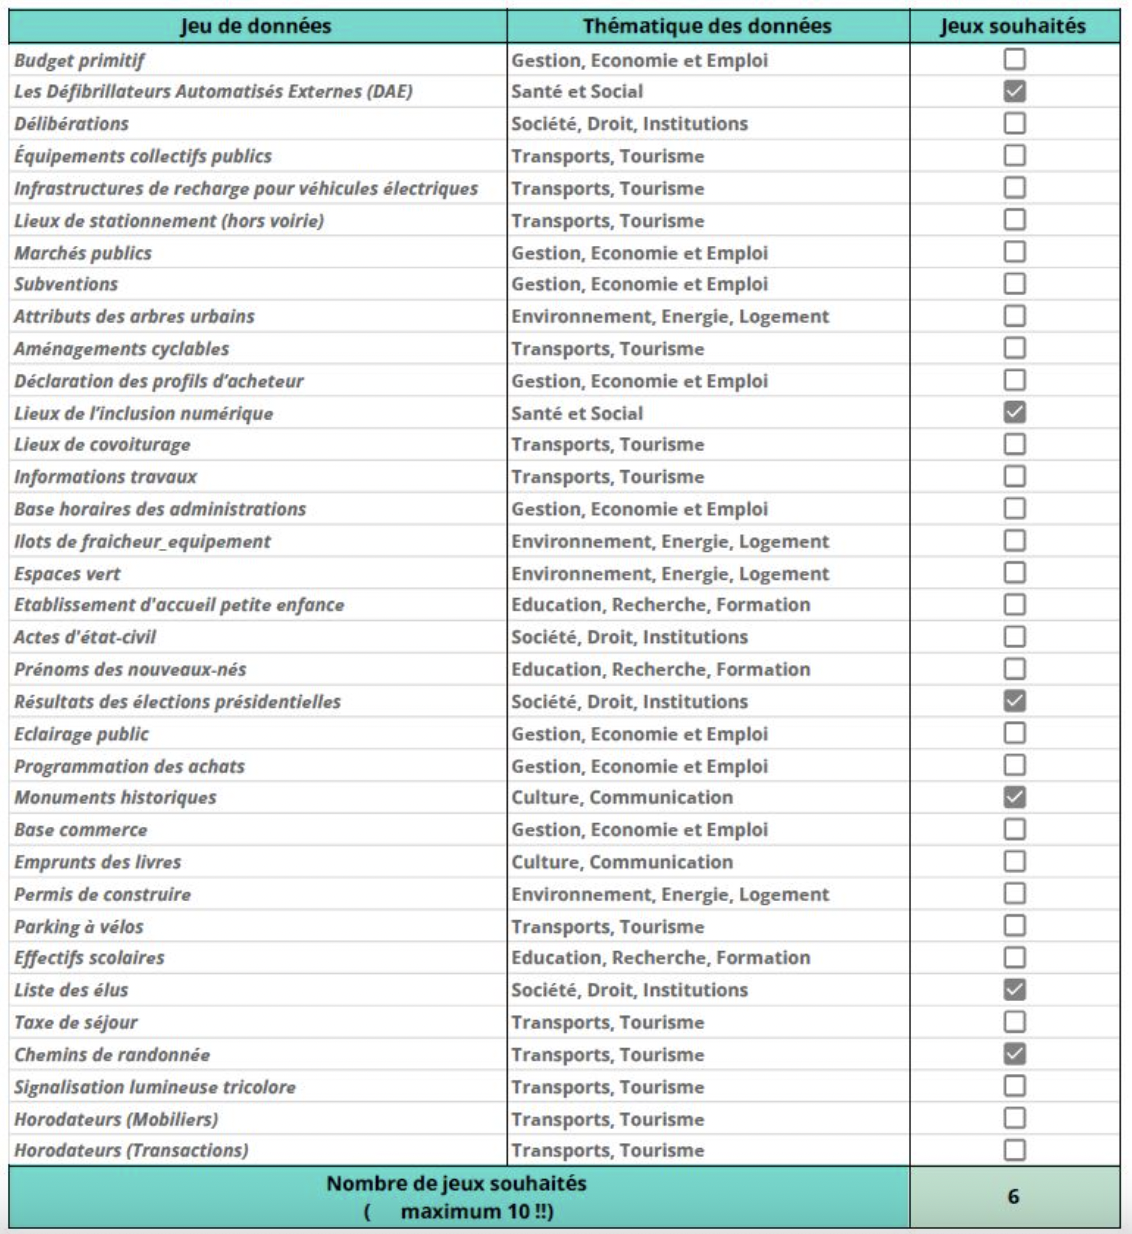 Jeu de données Thématique des données Jeux souhaités
Budget primitif Gestion, Economie et Emploi
Les Défibrillateurs Automatisés Externes (DAE) Santé et Social
Délibérations Société, Droit, Institutions
Équipements collectifs publics Transports, Tourisme
Infrastructures de recharge pour véhicules électriques Transports, Tourisme
Lieux de stationnement (hors voirie) Transports, Tourisme
Marchés publics Gestion, Economie et Emploi
Subventions Gestion, Economie et Emploi
Attributs des arbres urbains Environnement, Energie, Logement
Aménagements cyclables Transports, Tourisme
Déclaration des profils d’acheteur Gestion, Economie et Emploi
Lieux de l’inclusion numérique Santé et Social
Lieux de covoiturage Transports, Tourisme
Informations travaux Transports, Tourisme
Base horaires des administrations Gestion, Economie et Emploi
Ilots de fraicheur_equipement Environnement, Energie, Logement
Espaces vert Environnement, Energie, Logement
Etablissement d'accueil petite enfance Education, Recherche, Formation
Actes d'état-civil Société, Droit, Institutions
Prénoms des nouveaux-nés Education, Recherche, Formation
Résultats des élections présidentielles Société, Droit, Institutions
Eclairage public Gestion, Economie et Emploi
Programmation des achats Gestion, Economie et Emploi
Monuments historiques Culture, Communication
Base commerce Gestion, Economie et Emploi
Emprunts des livres Culture, Communication
Permis de construire Environnement, Energie, Logement
Parking à vélos Transports, Tourisme
Effectifs scolaires Education, Recherche, Formation
Liste des élus Société, Droit, Institutions
Taxe de séjour Transports, Tourisme
Chemins de randonnée Transports, Tourisme
Signalisation lumineuse tricolore Transports, Tourisme
Horodateurs (Mobiliers) Transports, Tourisme
Horodateurs (Transactions) Transports, Tourisme
Nombre de jeux souhaités
( maximum 10 !!) 6